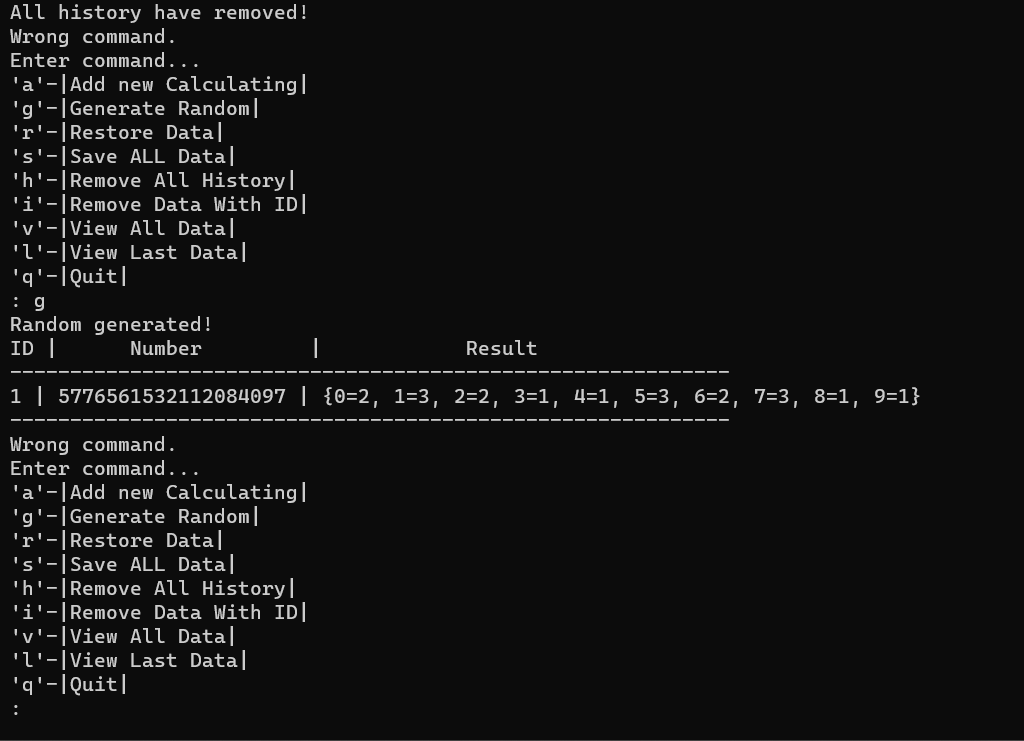 All history have removed!
Wrong command.
Enter command...
'a'-|Add new Calculating|
'g'-|Generate Random|
'r'-|Restore Data|
's'-|Save ALL Data|
'h'-|Remove All History|
'i'-|Remove Data With ID|
'v'-|View All Data|
'l'-|View Last Data|
'q'-|Quit|
: g
Random generated!
ID |      Number         |            Result
------------------------------------------------------------
1 | 5776561532112084097 | {0=2, 1=3, 2=2, 3=1, 4=1, 5=3, 6=2, 7=3, 8=1, 9=1}
------------------------------------------------------------
Wrong command.
Enter command...
'a'-|Add new Calculating|
'g'-|Generate Random|
'r'-|Restore Data|
's'-|Save ALL Data|
'h'-|Remove All History|
'i'-|Remove Data With ID|
'v'-|View All Data|
'l'-|View Last Data|
'q'-|Quit|
: